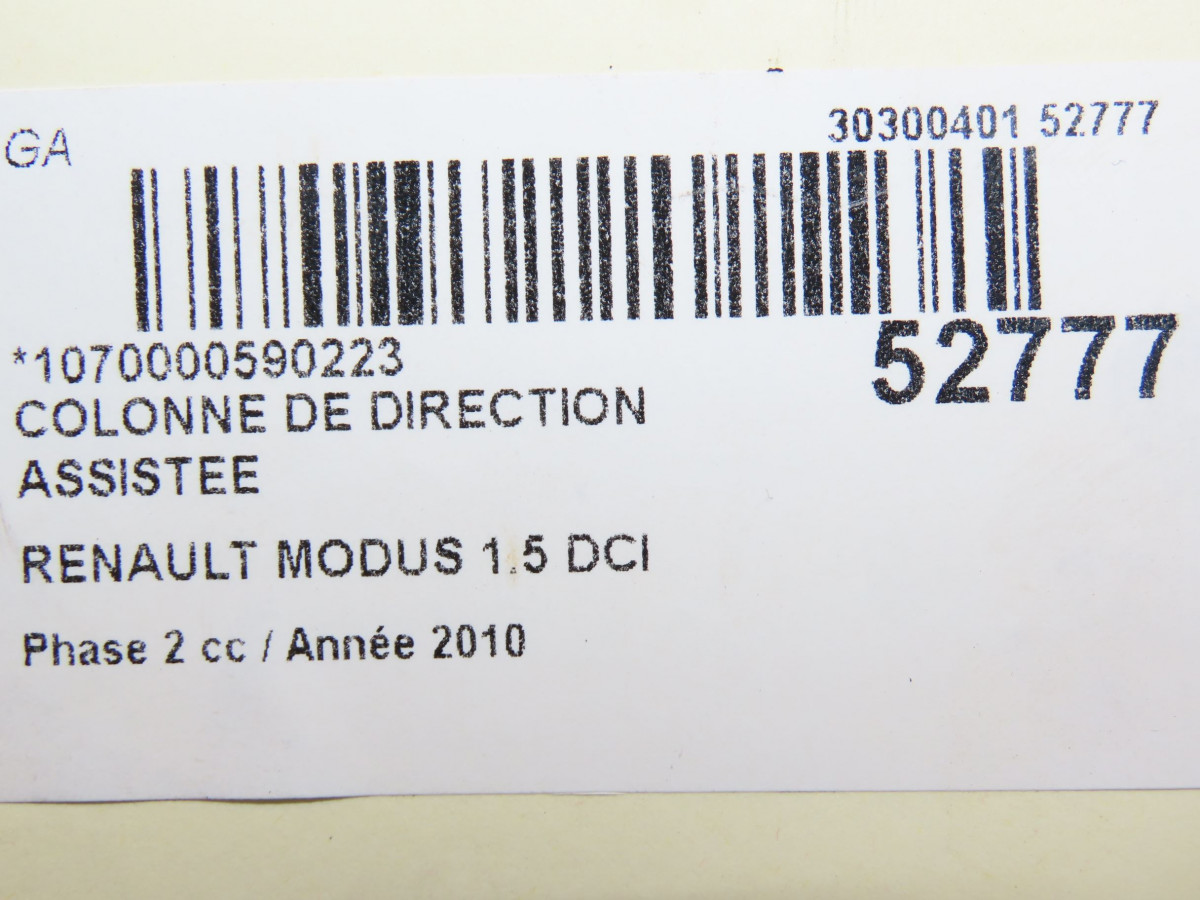 GA
30300401 52777
*1070000590223
52777
COLONNE DE DIRECTION
ASSISTEE
RENAULT MODUS 1.5 DCI
Phase 2 cc / Année 2010